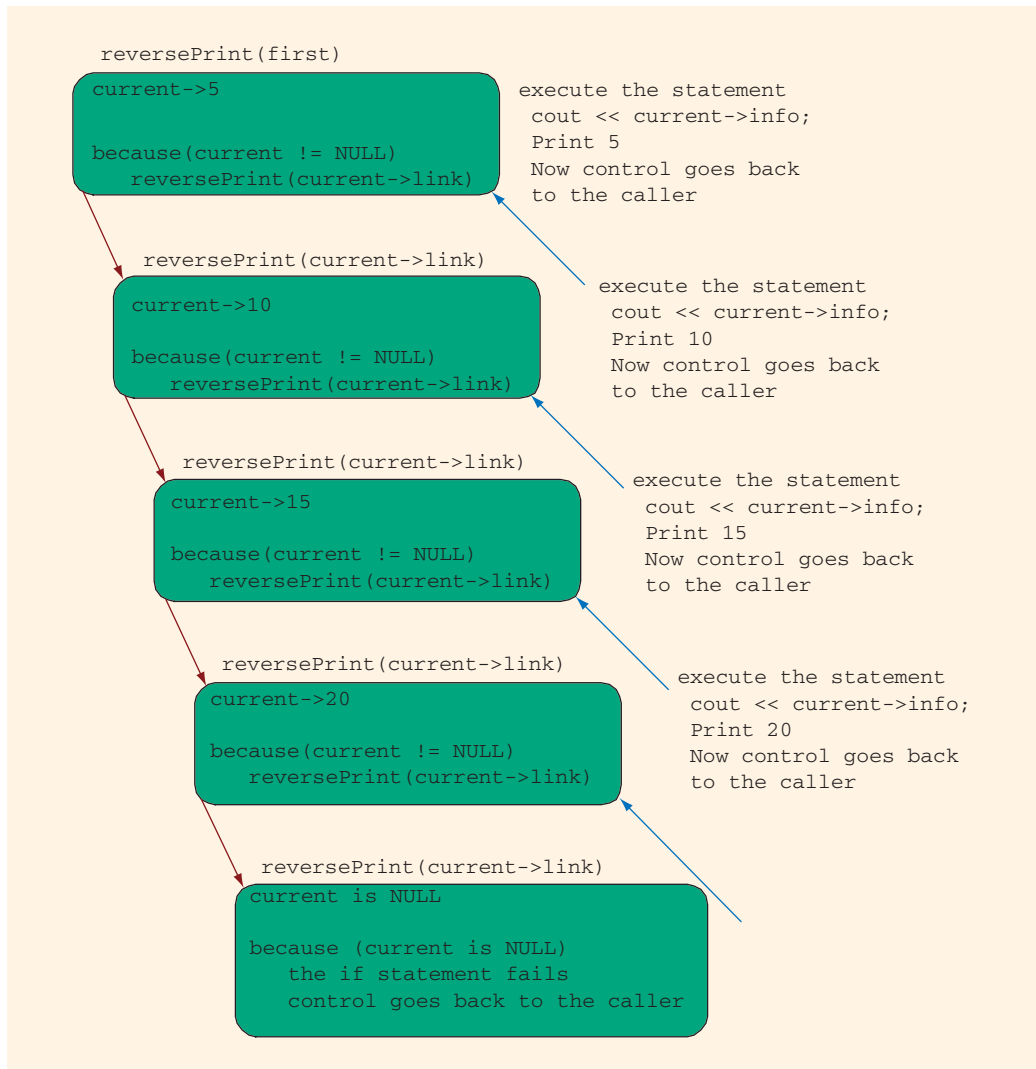 reversePrint(first)
current->5
because(current != NULL)
reversePrint(current->link)
execute the statement
cout << current->info;
Print 5
Now control goes back
to the caller
reversePrint(current->link)
current->10
because(current != NULL)
reversePrint(current->link)
execute the statement
cout << current->info;
Print 10
Now control goes back
to the caller
reversePrint(current->link)
current->15
because(current != NULL)
reversePrint(current->link)
execute the statement
cout << current->info;
Print 15
Now control goes back
to the caller
reversePrint(current->link)
current->20
because(current != NULL)
reversePrint(current->link)
execute the statement
cout << current->info;
Print 20
Now control goes back
to the caller
reversePrint(current->link)
current is NULL
because (current is NULL)
the if statement fails
control goes back to the caller